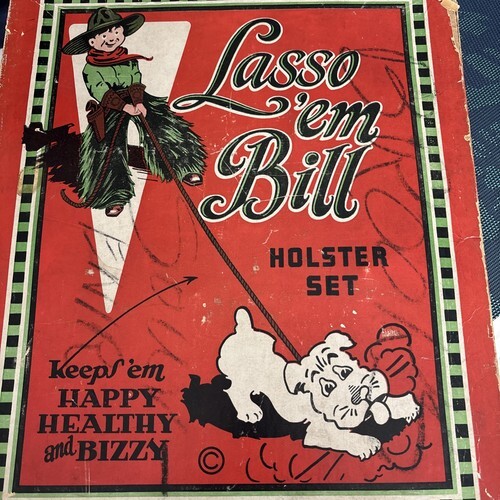 Lasso
'em
Bill
HOLSTER
SET
keeps 'em
HAPPY
HEALTHY
and BIZZY
©